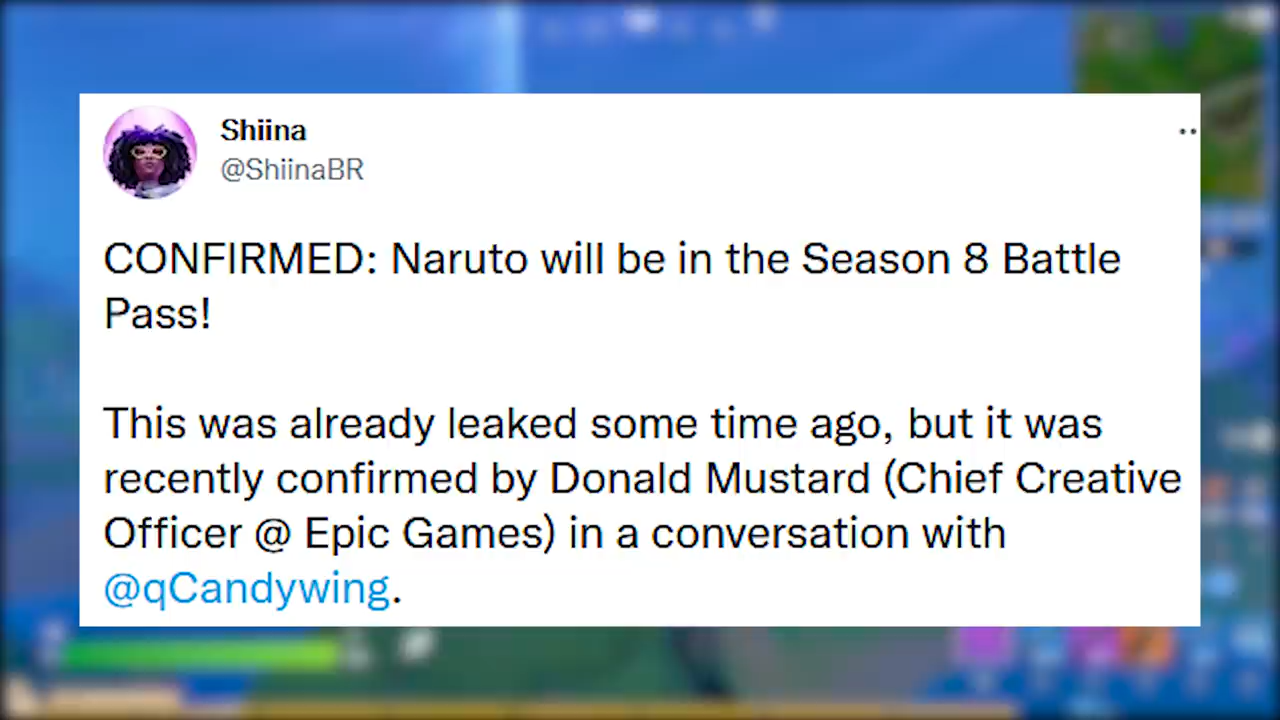 Shiina
@ShiinaBR
CONFIRMED: Naruto will be in the Season 8 Battle
Pass!
This was already leaked some time ago, but it was
recently confirmed by Donald Mustard (Chief Creative
Officer @ Epic Games) in a conversation with
@qCandywing.